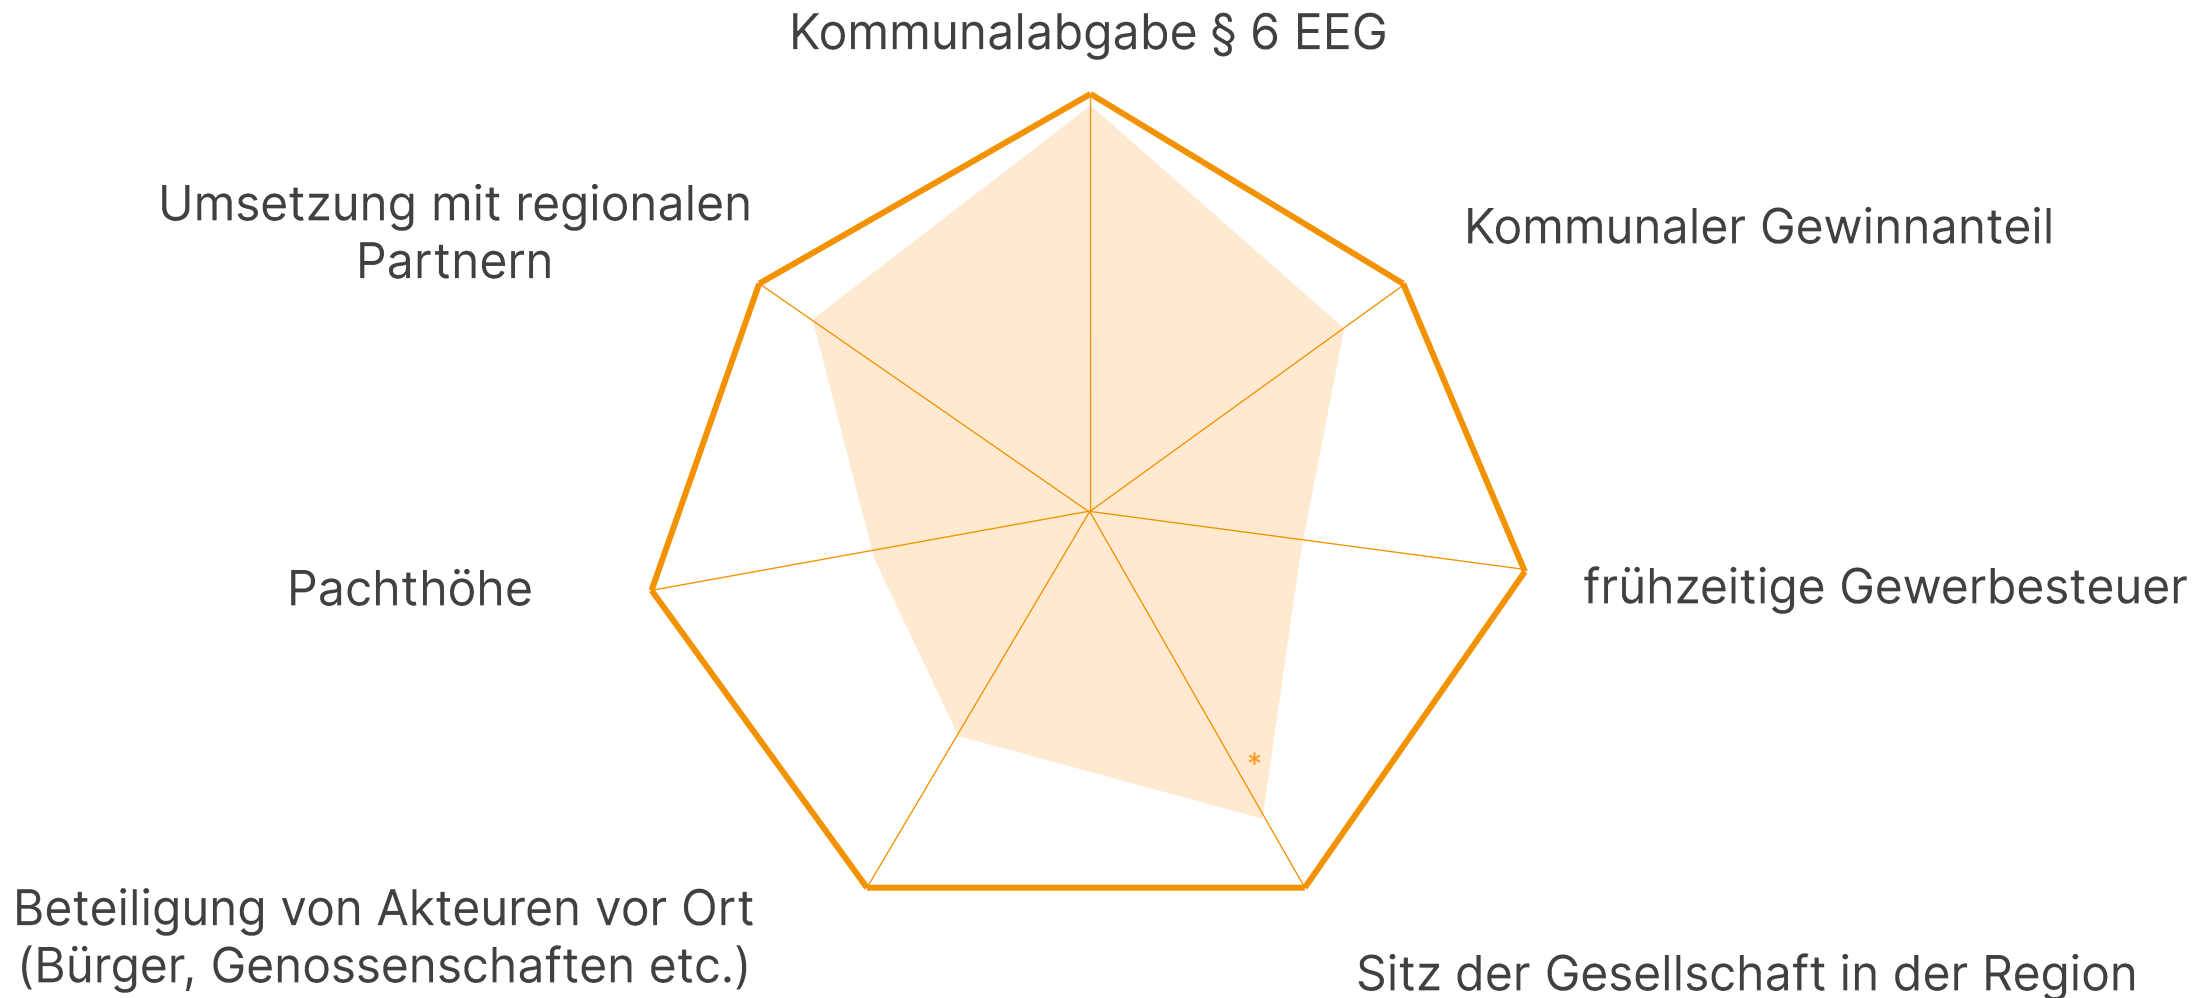 Kommunalabgabe § 6 EEG
Umsetzung mit regionalen
Partnern
Kommunaler Gewinnanteil
Pachthöhe
frühzeitige Gewerbesteuer
*
Beteiligung von Akteuren vor Ort
(Bürger, Genossenschaften etc.)
Sitz der Gesellschaft in der Region